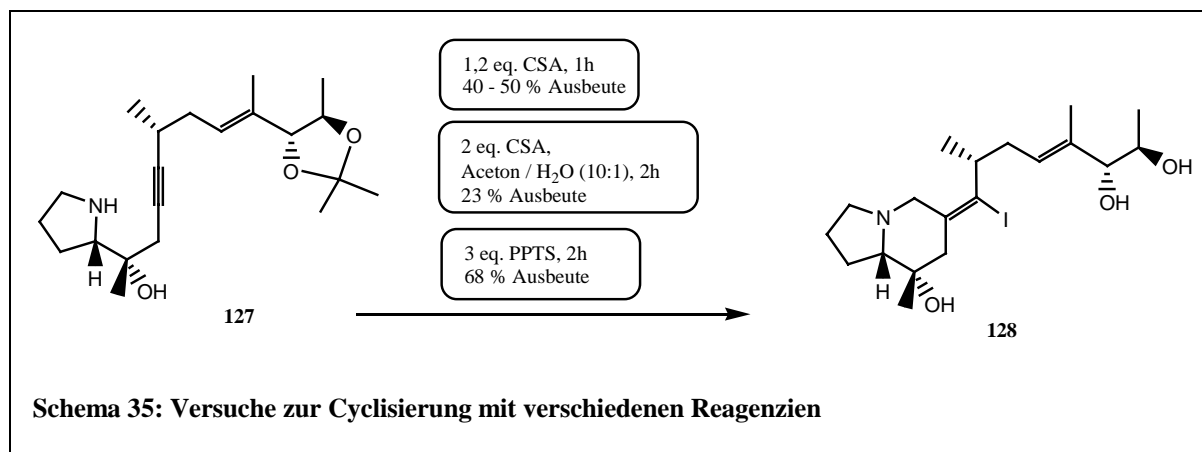 1,2 eq. CSA, 1h
40 - 50 % Ausbeute
2 eq. CSA,
Aceton / H₂O (10:1), 2h
23 % Ausbeute
3 eq. PPTS, 2h
68 % Ausbeute
O
O
NH
H
OH
127
OH
OH
N
I
H
OH
128
Schema 35: Versuche zur Cyclisierung mit verschiedenen Reagenzien